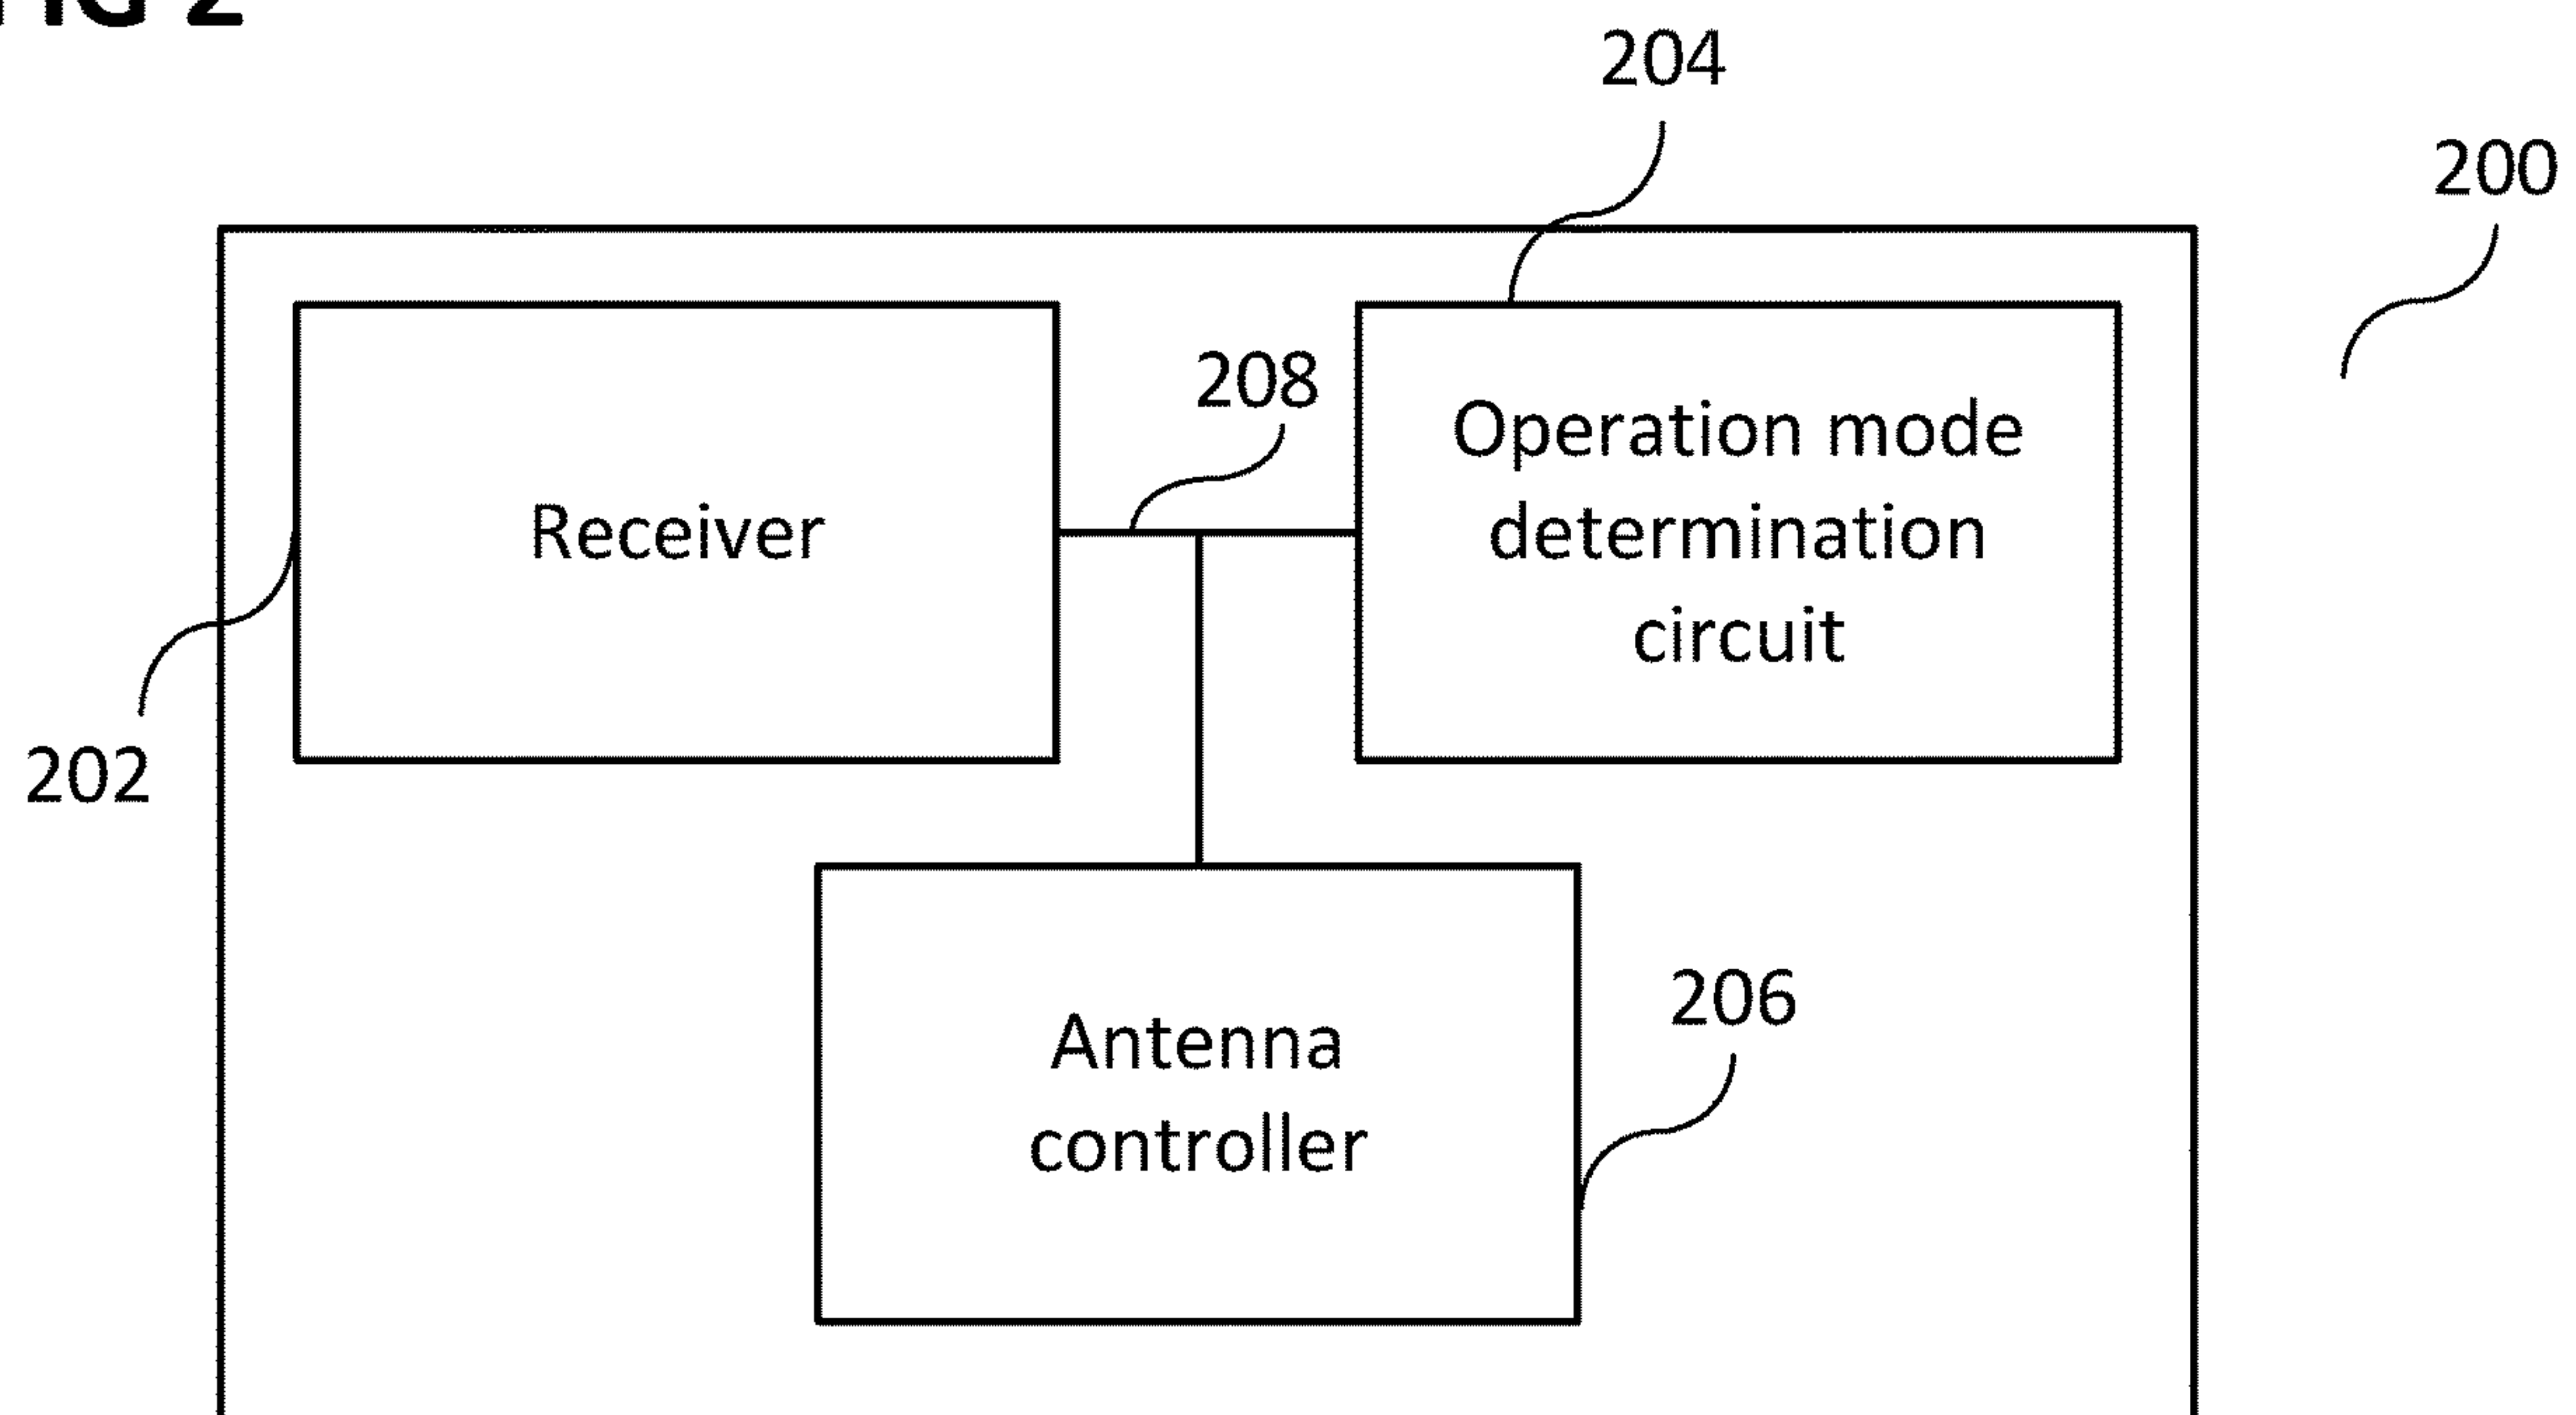 FIG 2
204
200
208
Receiver
Operation mode
determination
circuit
202
206
Antenna
controller